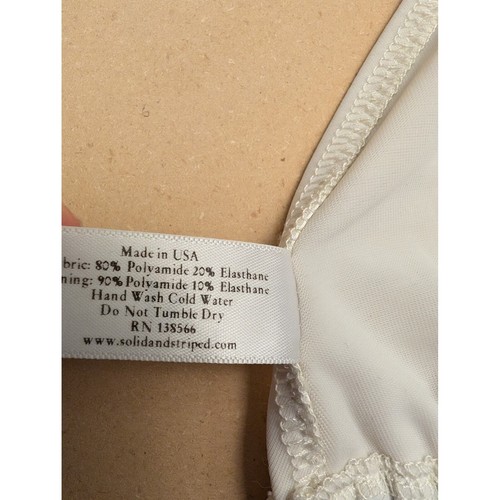 Made in USA
abric: 80% Polyamide 20% Elasthane
ning: 90% Polyamide 10% Elasthane
Hand Wash Cold Water
Do Not Tumble Dry
RN 138566
www.solidandstriped.com